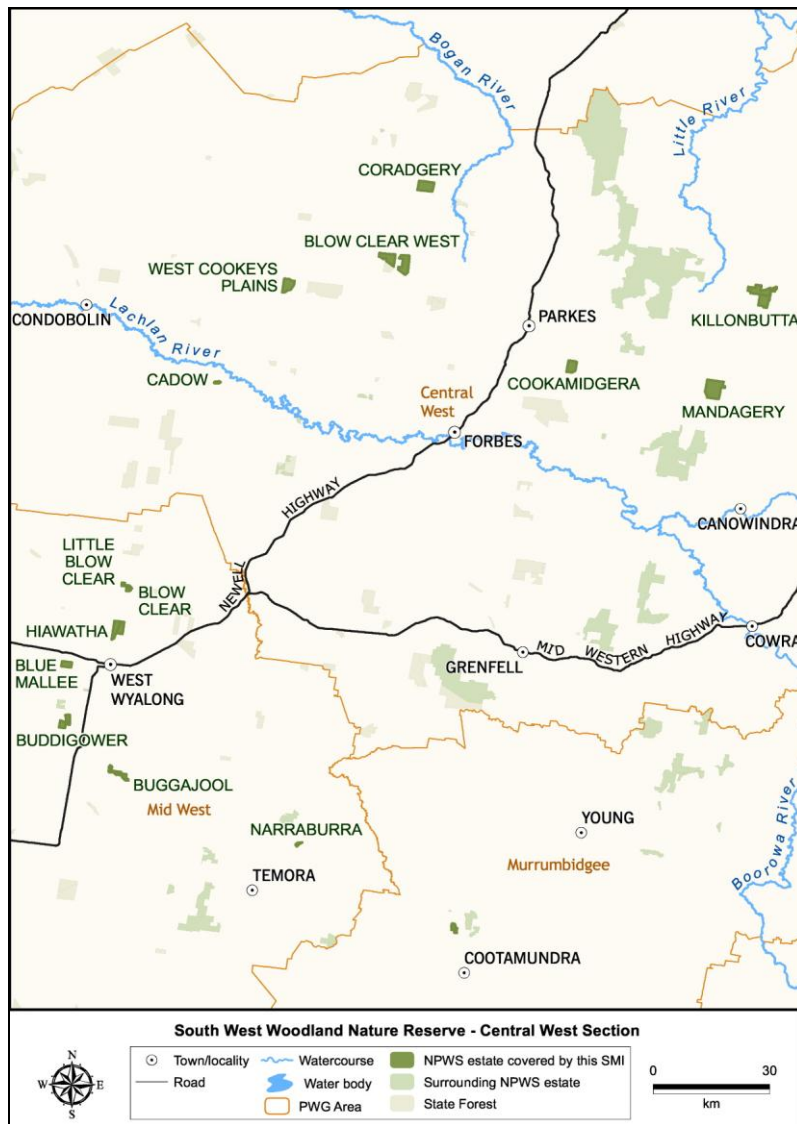 Bogan River
Little River
CORADGERY
BLOW CLEAR WEST
WEST COOKEYS
PLAINS
KILLONBUTTA
CONDOBOLIN
Lachlan River
PARKES
CADOW
COOKAMIDGERA
Central
West
MANDAGERY
FORBES
HIGHWAY
CANOWINDRA
LITTLE
BLOW
CLEAR
BLOW
CLEAR
NEWELL
HIAWATHA
MID WESTERN HIGHWAY
COWRA
GRENFELL
BLUE
MALLEE
WEST
WYALONG
BUDDIGOWER
BUGGAJOOL
Mid West
NARRABURRA
YOUNG
Murrumbidgee
Boorowa River
TEMORA
COOTAMUNDRA
South West Woodland Nature Reserve - Central West Section
N
W E
S
Town/locality
Road
Watercourse
Water body
PWG Area
NPWS estate covered by this SMI
Surrounding NPWS estate
State Forest
0 30
km